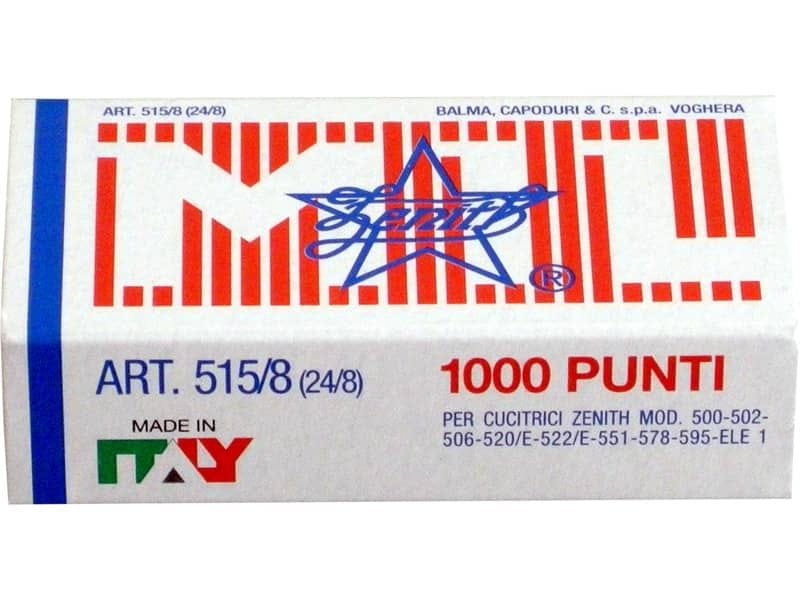 ART. 515/8 (24/8)
BALMA, CAPODURI & C. s.p.a. VOGHERA
Zenith
®
ART. 515/8 (24/8)
1000 PUNTI
MADE IN
ITALY
PER CUCITRICI ZENITH MOD. 500-502-
506-520/E-522/E-551-578-595-ELE 1